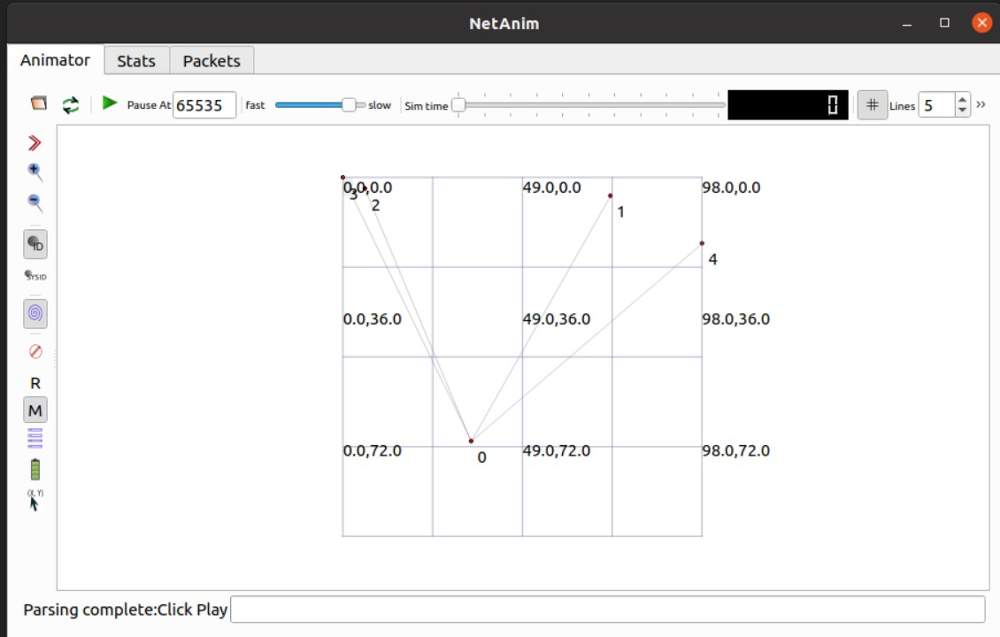 NetAnim
Animator Stats Packets
Pause At 65535 fast slow Sim time 0 # Lines 5 »
ID
SYSID
R
M
(X, Y)
0.0,0.0 49.0,0.0 98.0,0.0
3
2
1
4
0.0,36.0 49.0,36.0 98.0,36.0
0.0,72.0 49.0,72.0 98.0,72.0
0
Parsing complete:Click Play